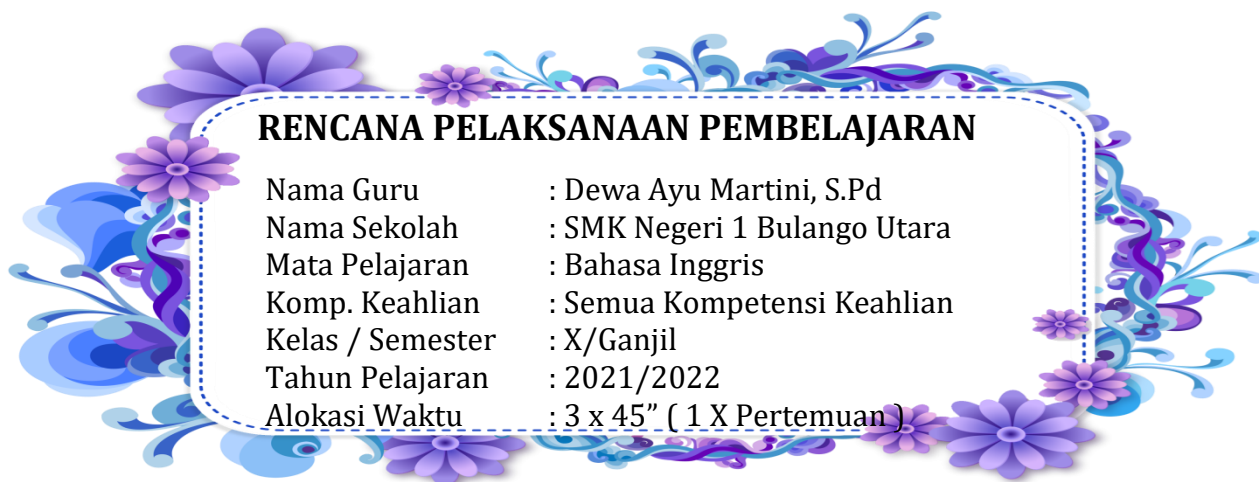 RENCANA PELAKSANAAN PEMBELAJARAN
Nama Guru : Dewa Ayu Martini, S.Pd
Nama Sekolah : SMK Negeri 1 Bulango Utara
Mata Pelajaran : Bahasa Inggris
Komp. Keahlian : Semua Kompetensi Keahlian
Kelas / Semester : X/Ganjil
Tahun Pelajaran : 2021/2022
Alokasi Waktu : 3 x 45” ( 1 X Pertemuan )